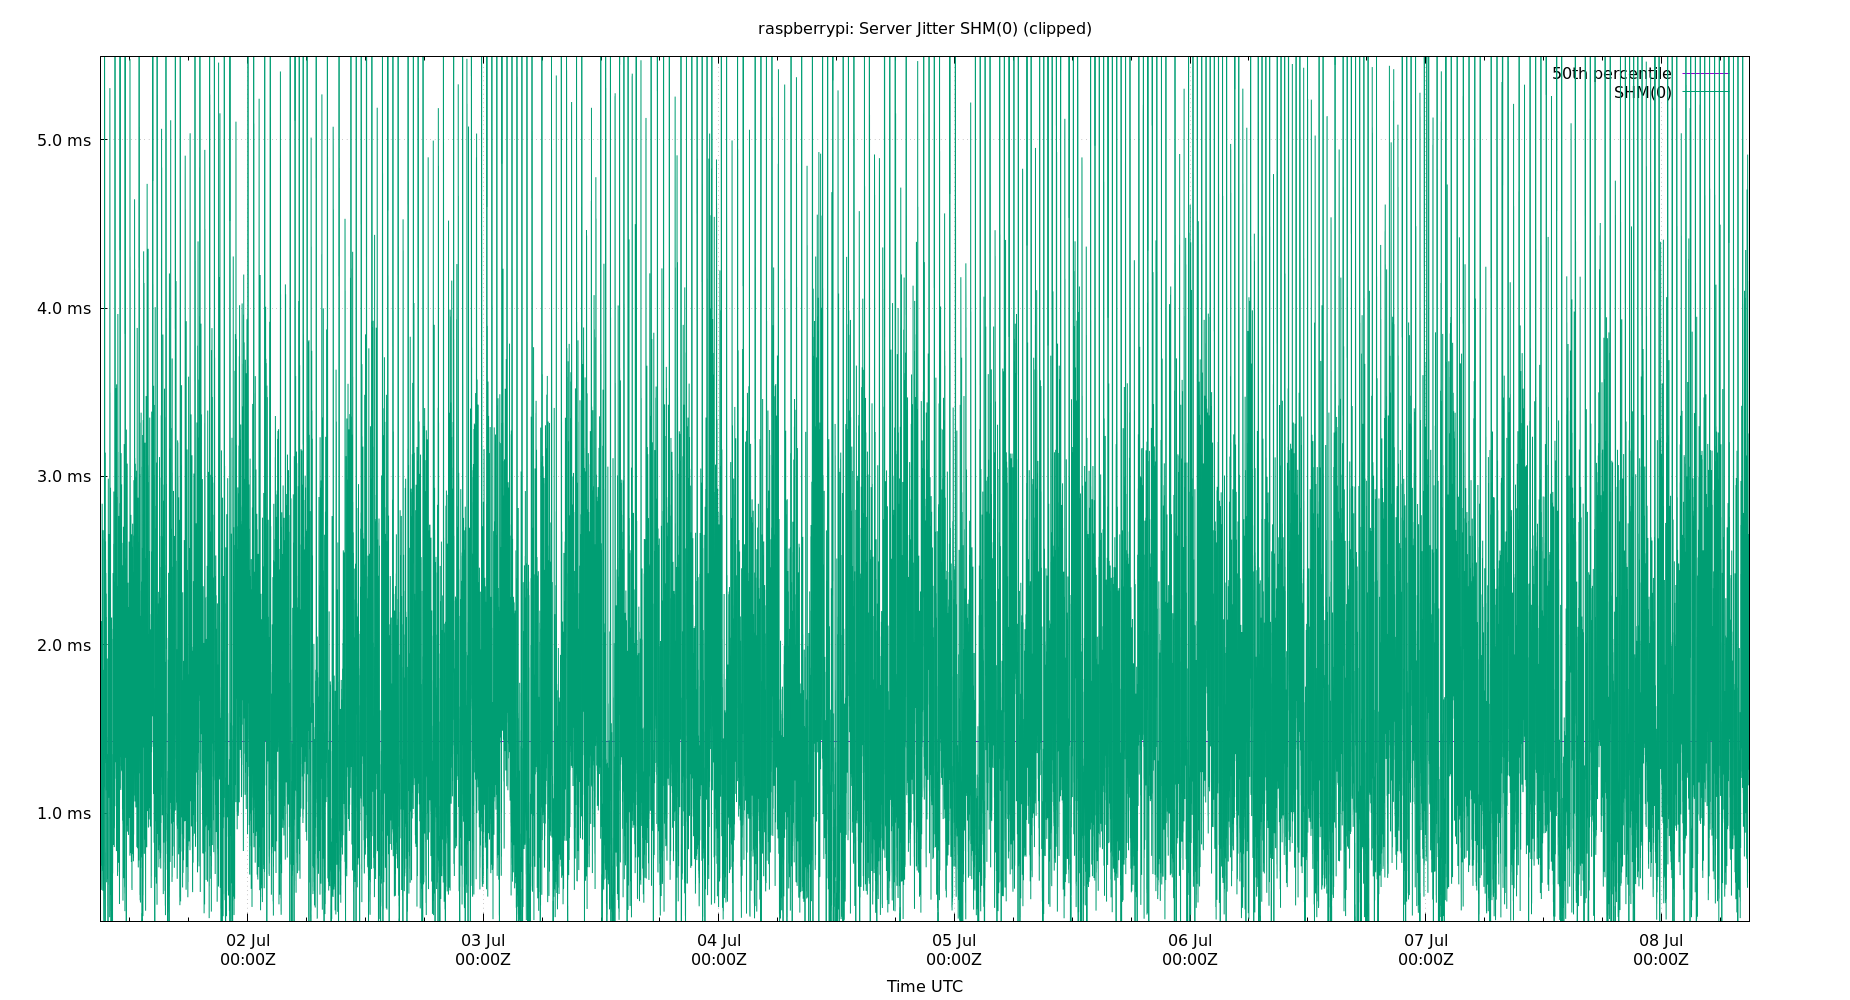 raspberrypi: Server Jitter SHM(0) (clipped)
50th percentile
SHM(0)
5.0 ms
4.0 ms
3.0 ms
2.0 ms
1.0 ms
02 Jul 03 Jul 04 Jul 05 Jul 06 Jul 07 Jul 08 Jul
00:00Z 00:00Z 00:00Z 00:00Z 00:00Z 00:00Z 00:00Z
Time UTC